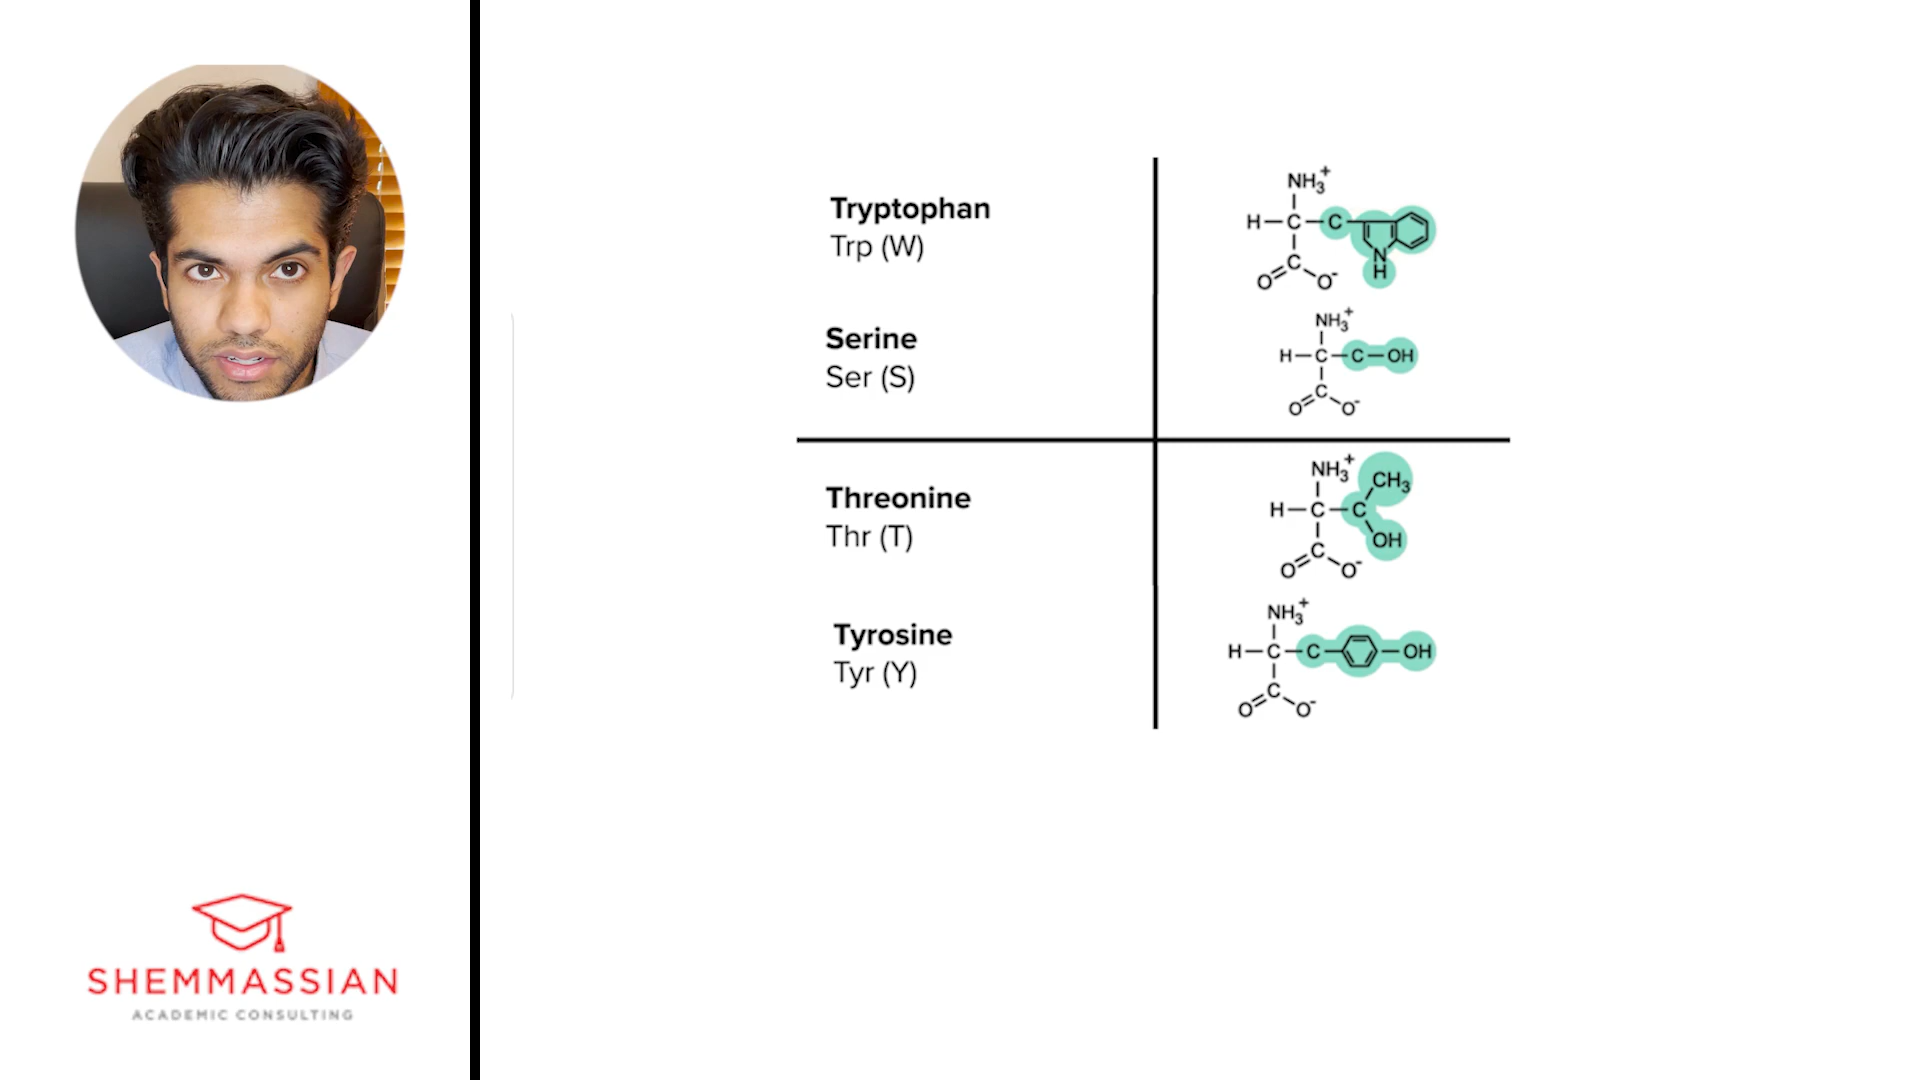 Tryptophan
Trp (W)
NH3+
H-C-C
N
H
C
O O-
Serine
Ser (S)
NH3+
H-C-C-OH
C
O O-
Threonine
Thr (T)
NH3+
CH3
H-C-C
OH
C
O O-
Tyrosine
Tyr (Y)
NH3+
H-C-C-OH
C
O O-
SHEMMASSIAN
ACADEMIC CONSULTING